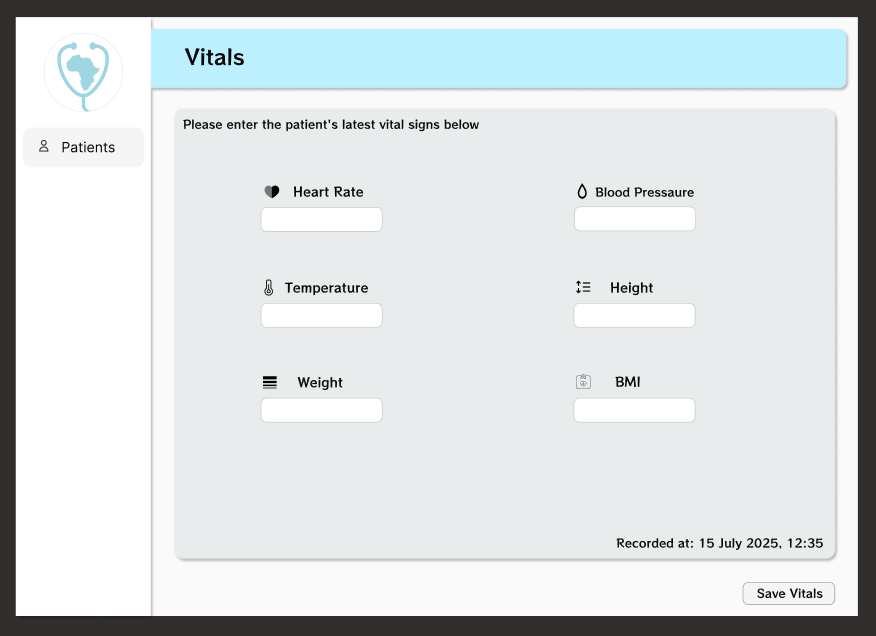 Vitals
Patients
Please enter the patient's latest vital signs below
Heart Rate
Blood Pressaure
Temperature
Height
Weight
BMI
Recorded at: 15 July 2025, 12:35
Save Vitals